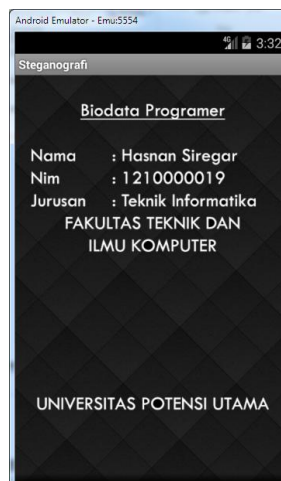 Android Emulator - Emu:5554
4G 3:32
Steganografi
Biodata Programer
Nama : Hasnan Siregar
Nim : 1210000019
Jurusan : Teknik Informatika
FAKULTAS TEKNIK DAN
ILMU KOMPUTER
UNIVERSITAS POTENSI UTAMA